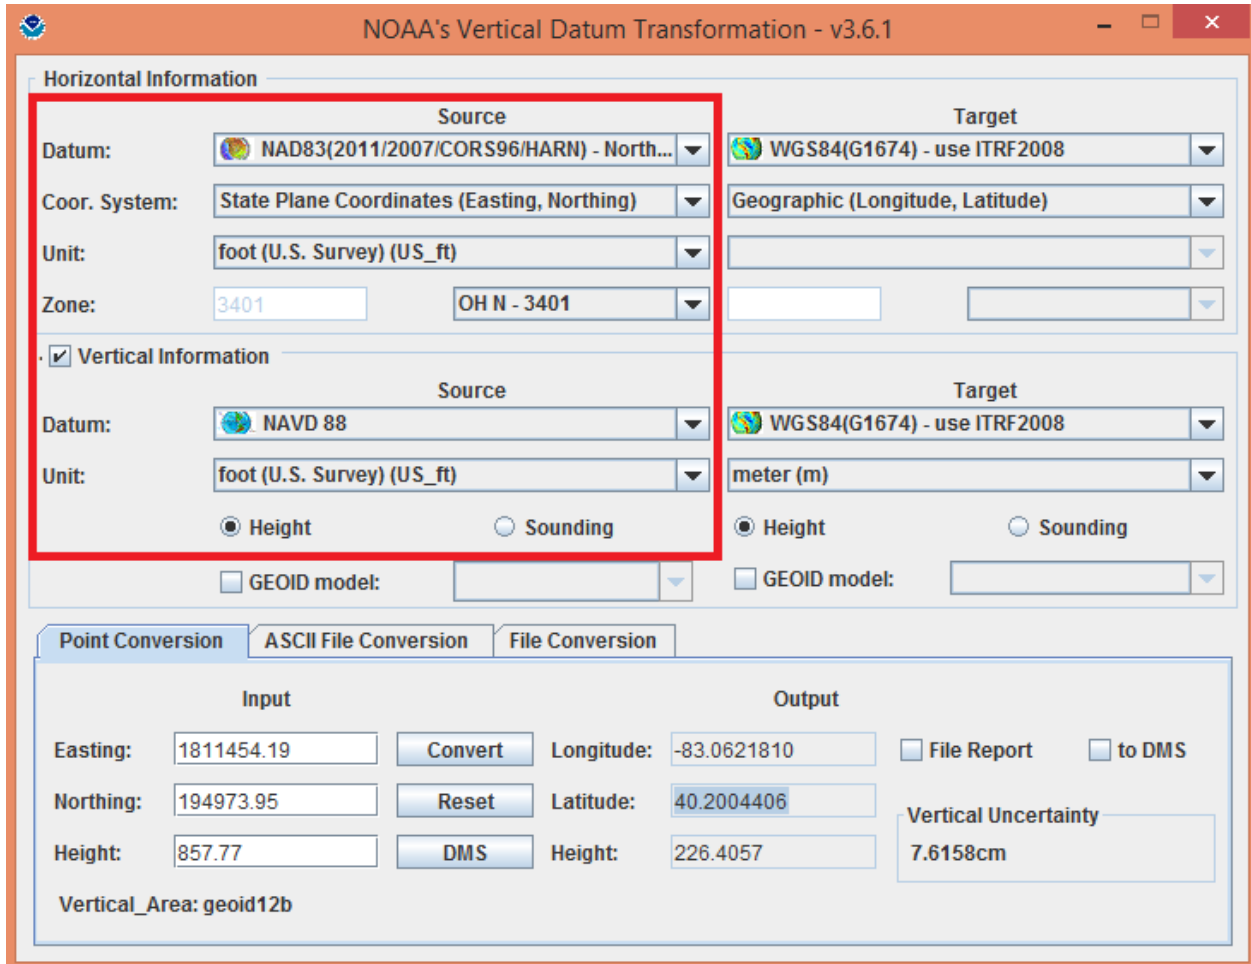 NOAA's Vertical Datum Transformation - v3.6.1
Horizontal Information
Source Target
Datum: NAD83(2011/2007/CORS96/HARN) - North... WGS84(G1674) - use ITRF2008
Coor. System: State Plane Coordinates (Easting, Northing) Geographic (Longitude, Latitude)
Unit: foot (U.S. Survey) (US_ft)
Zone: 3401 OH N - 3401
Vertical Information
Source Target
Datum: NAVD 88 WGS84(G1674) - use ITRF2008
Unit: foot (U.S. Survey) (US_ft) meter (m)
Height Sounding Height Sounding
GEOID model: GEOID model:
Point Conversion ASCII File Conversion File Conversion
Input Output
Easting: 1811454.19 Convert Longitude: -83.0621810 File Report to DMS
Northing: 194973.95 Reset Latitude: 40.2004406
Vertical Uncertainty
Height: 857.77 DMS Height: 226.4057 7.6158cm
Vertical_Area: geoid12b